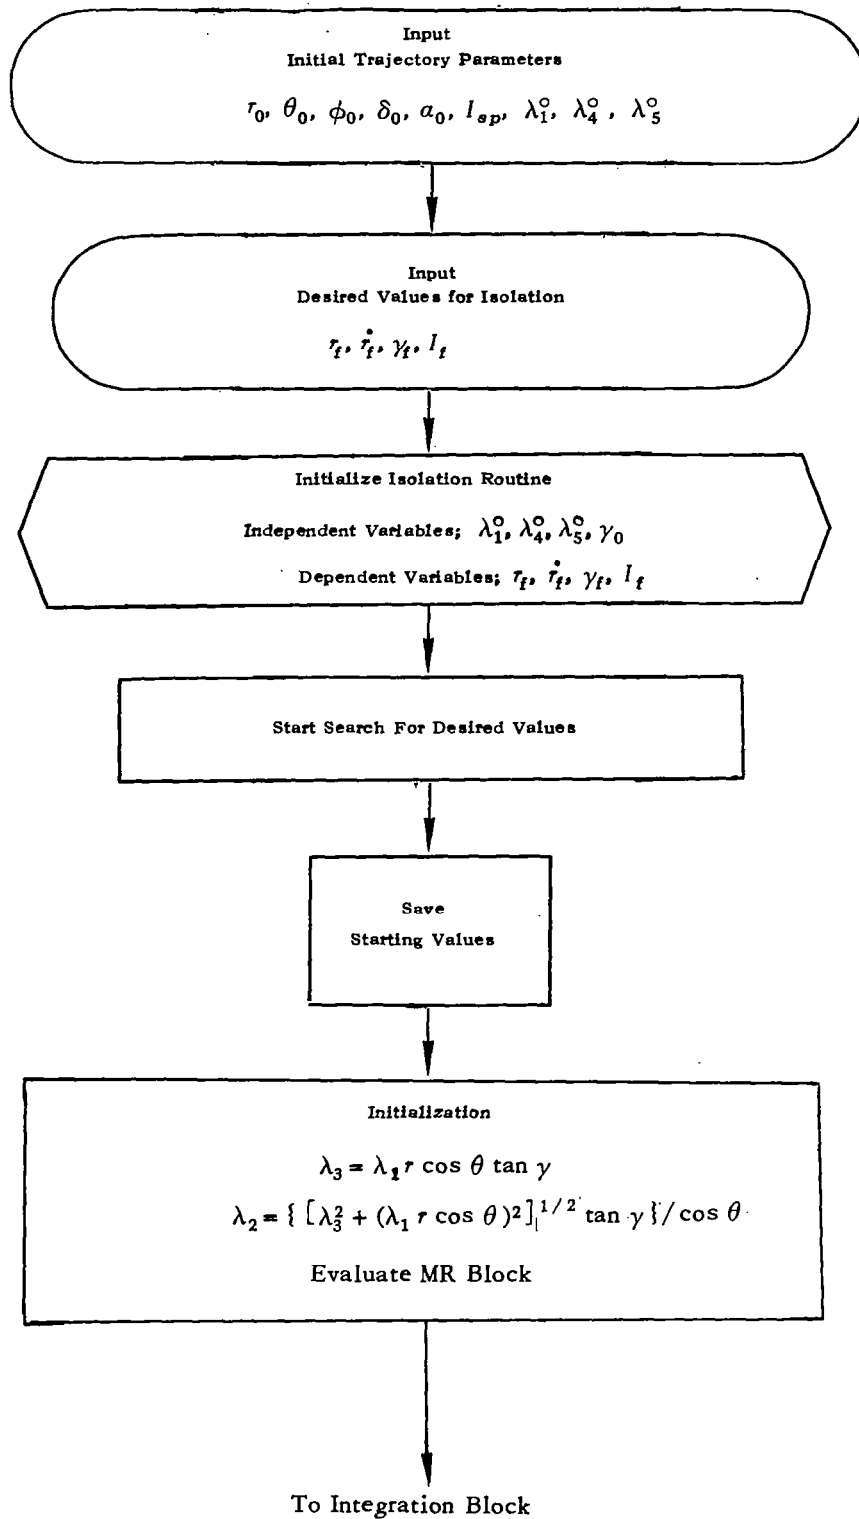 Input
Initial Trajectory Parameters
r₀, θ₀, ϕ₀, δ₀, α₀, I_sp, λ₁°, λ₄°, λ₅°
Input
Desired Values for Isolation
r_f, ṙ_f, γ_f, I_f
Initialize Isolation Routine
Independent Variables; λ₁°, λ₄°, λ₅°, γ₀
Dependent Variables; r_f, ṙ_f, γ_f, I_f
Start Search For Desired Values
Save
Starting Values
Initialization
λ₃ = λ₁ r cos θ tan γ
λ₂ = { [λ₃² + (λ₁ r cos θ)²]^1/2 tan γ }/ cos θ
Evaluate MR Block
To Integration Block